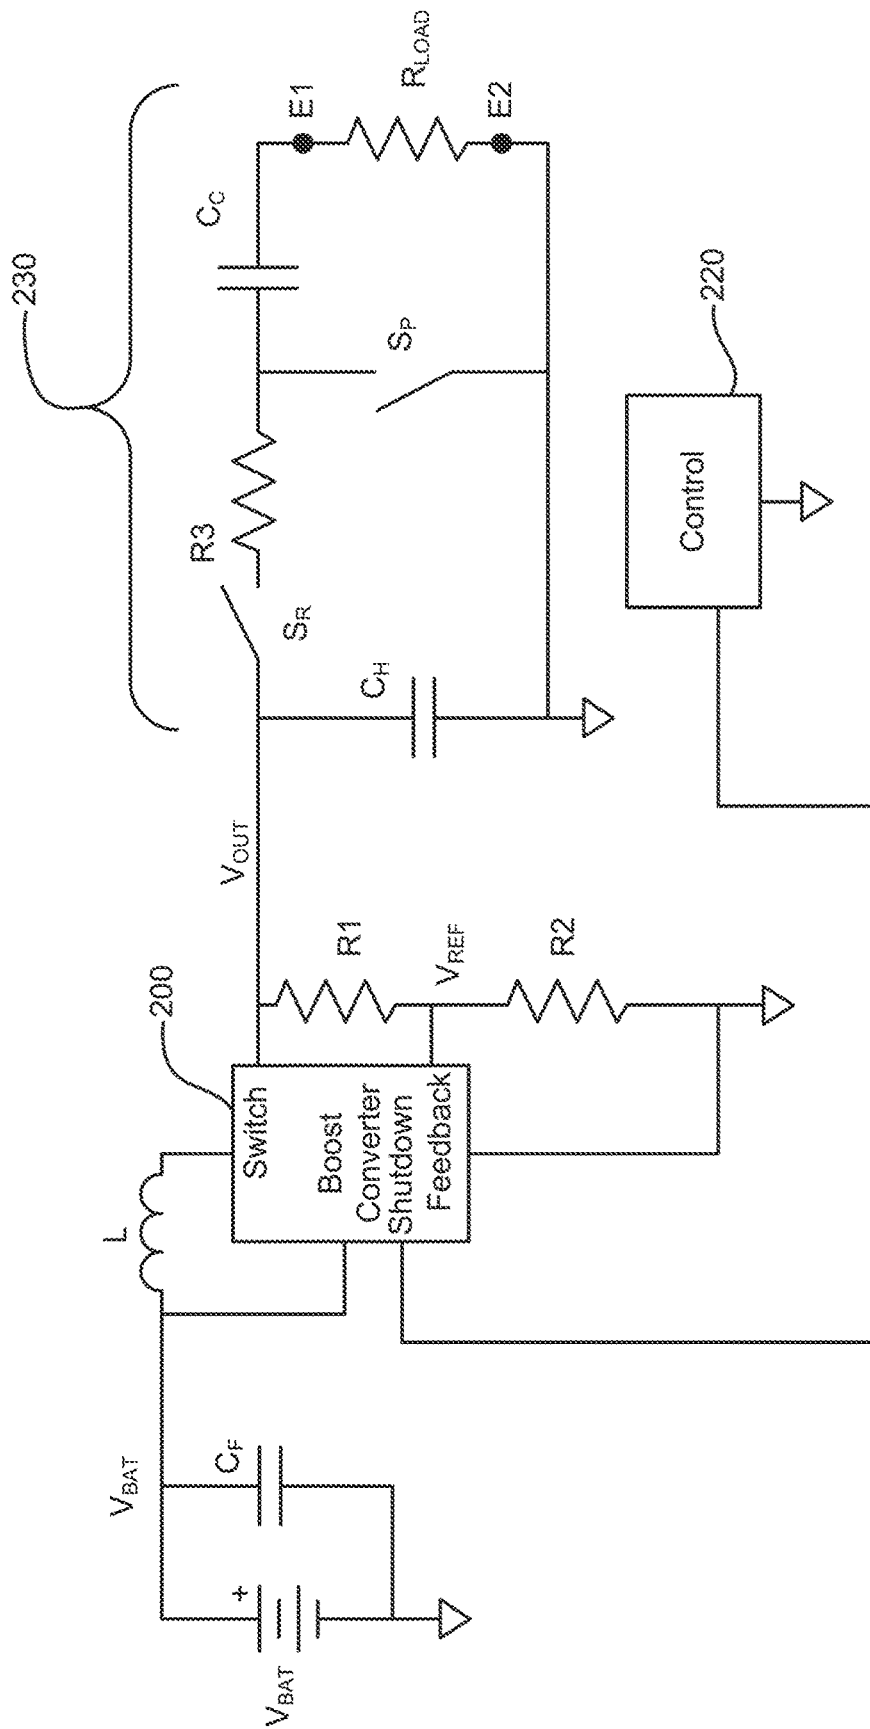 230
C_C
E1
R_LOAD
E2
S_P
R3
S_R
C_H
220
Control
V_OUT
200
R1
V_REF
R2
Switch
Boost
Converter
Shutdown
Feedback
L
V_BAT
C_F
+
V_BAT